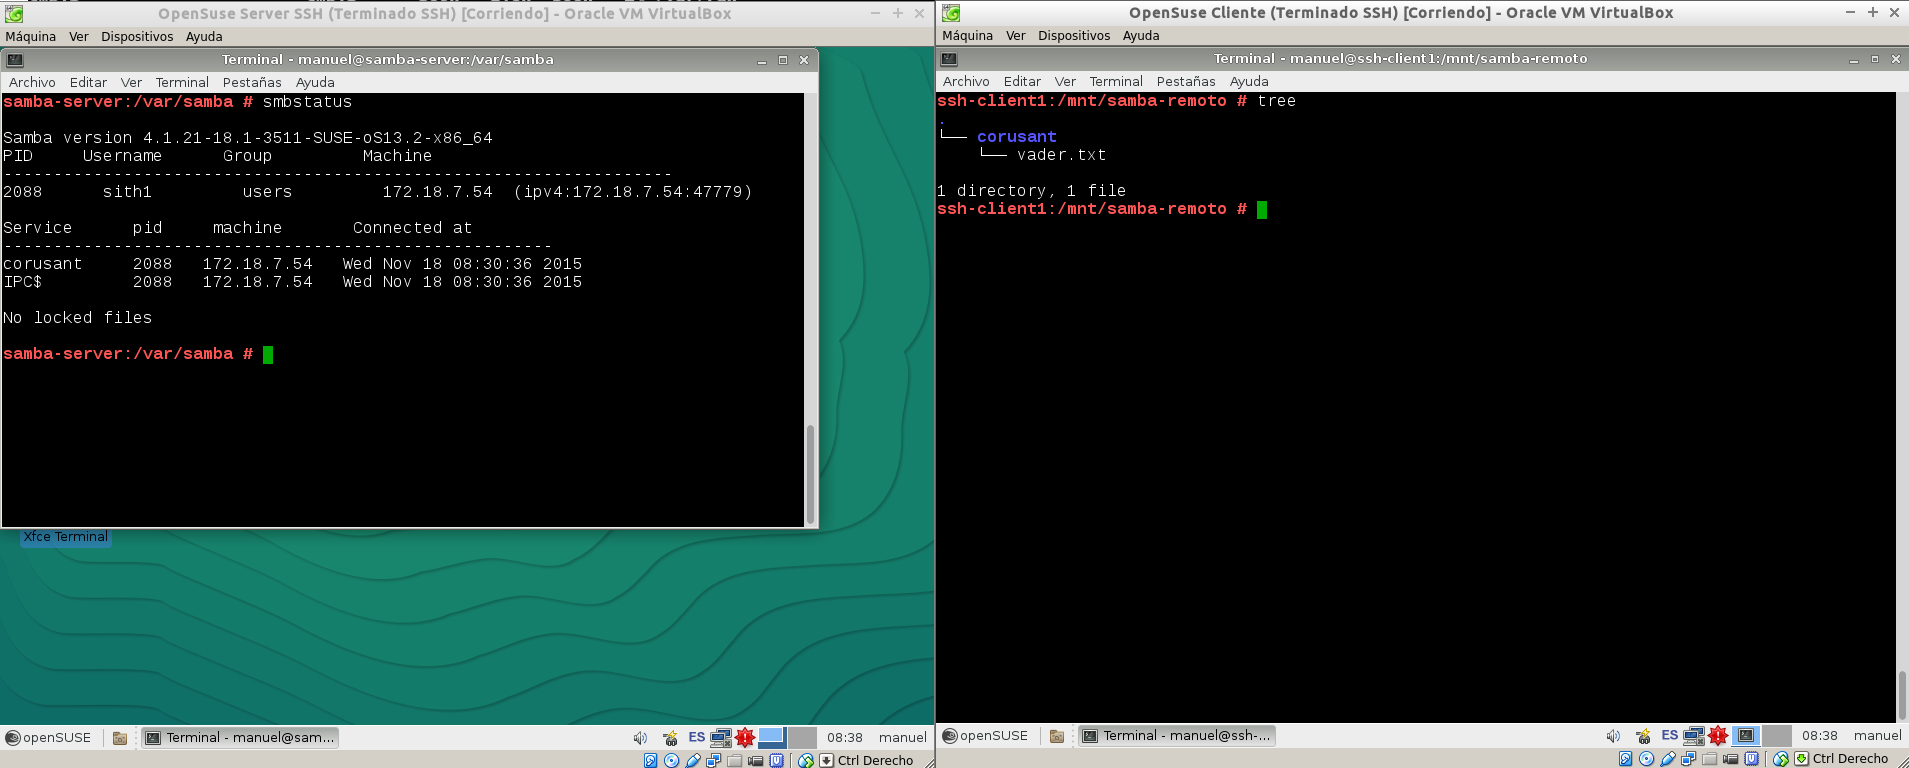 OpenSuse Server SSH (Terminado SSH) [Corriendo] - Oracle VM VirtualBox
Máquina Ver Dispositivos Ayuda
Terminal - manuel@samba-server:/var/samba
Archivo Editar Ver Terminal Pestañas Ayuda
samba-server:/var/samba # smbstatus
Samba version 4.1.21-18.1-3511-SUSE-oS13.2-x86_64
PID Username Group Machine
-------------------------------------------------------------------
2088 sith1 users 172.18.7.54 (ipv4:172.18.7.54:47779)
Service pid machine Connected at
-------------------------------------------------------
corusant 2088 172.18.7.54 Wed Nov 18 08:30:36 2015
IPC$ 2088 172.18.7.54 Wed Nov 18 08:30:36 2015
No locked files
samba-server:/var/samba #
Xfce Terminal
openSUSE Terminal - manuel@sam... ES 08:38 manuel
Ctrl Derecho
OpenSuse Cliente (Terminado SSH) [Corriendo] - Oracle VM VirtualBox
Máquina Ver Dispositivos Ayuda
Terminal - manuel@ssh-client1:/mnt/samba-remoto
Archivo Editar Ver Terminal Pestañas Ayuda
ssh-client1:/mnt/samba-remoto # tree
.
└── corusant
└── vader.txt
1 directory, 1 file
ssh-client1:/mnt/samba-remoto #
openSUSE Terminal - manuel@ssh-... ES 08:38 manuel
Ctrl Derecho